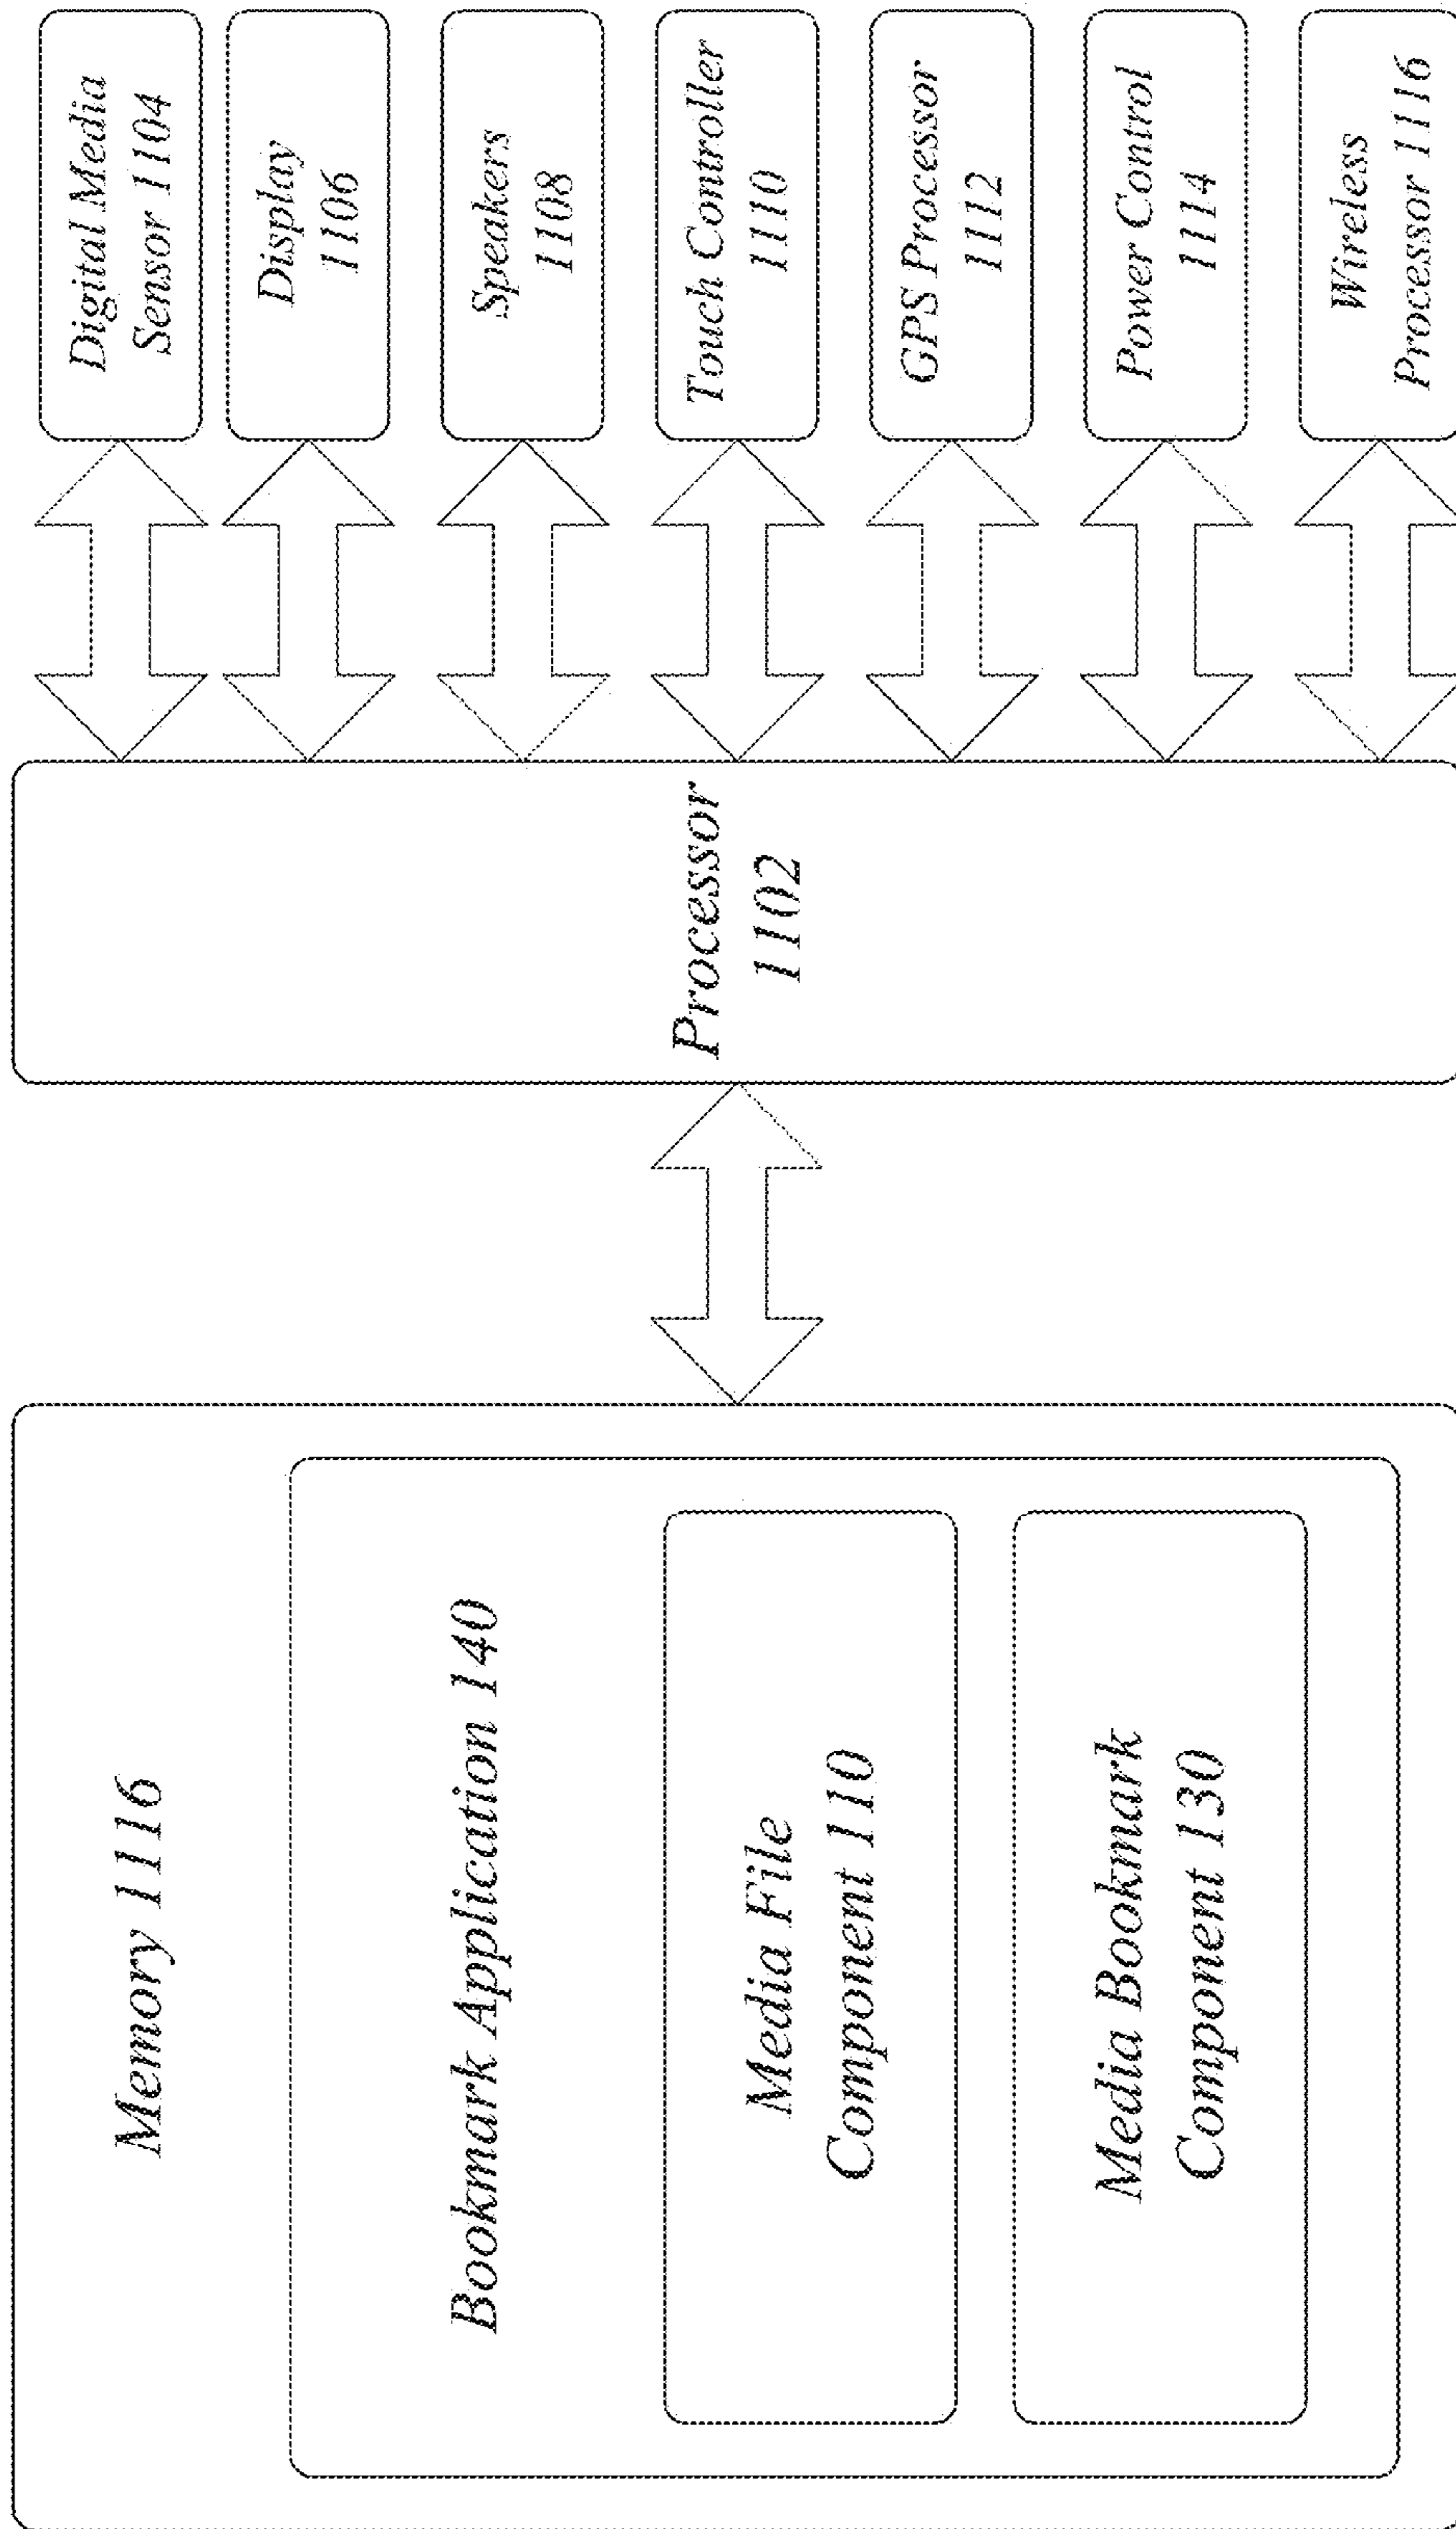 Memory 1116
Bookmark Application 140
Media File
Component 110
Media Bookmark
Component 130
Processor
1102
Digital Media
Sensor 1104
Display
1106
Speakers
1108
Touch Controller
1110
GPS Processor
1112
Power Control
1114
Wireless
Processor 1116